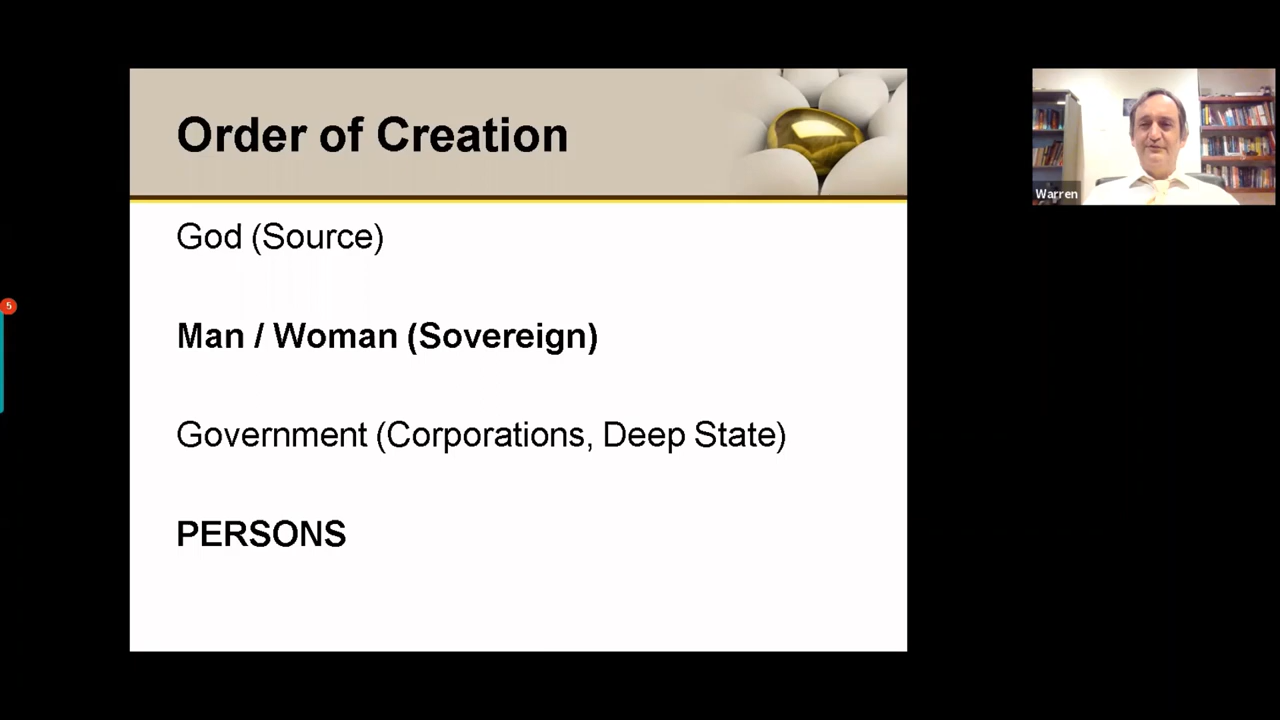 Order of Creation
God (Source)
Man / Woman (Sovereign)
Government (Corporations, Deep State)
PERSONS
Warren
5